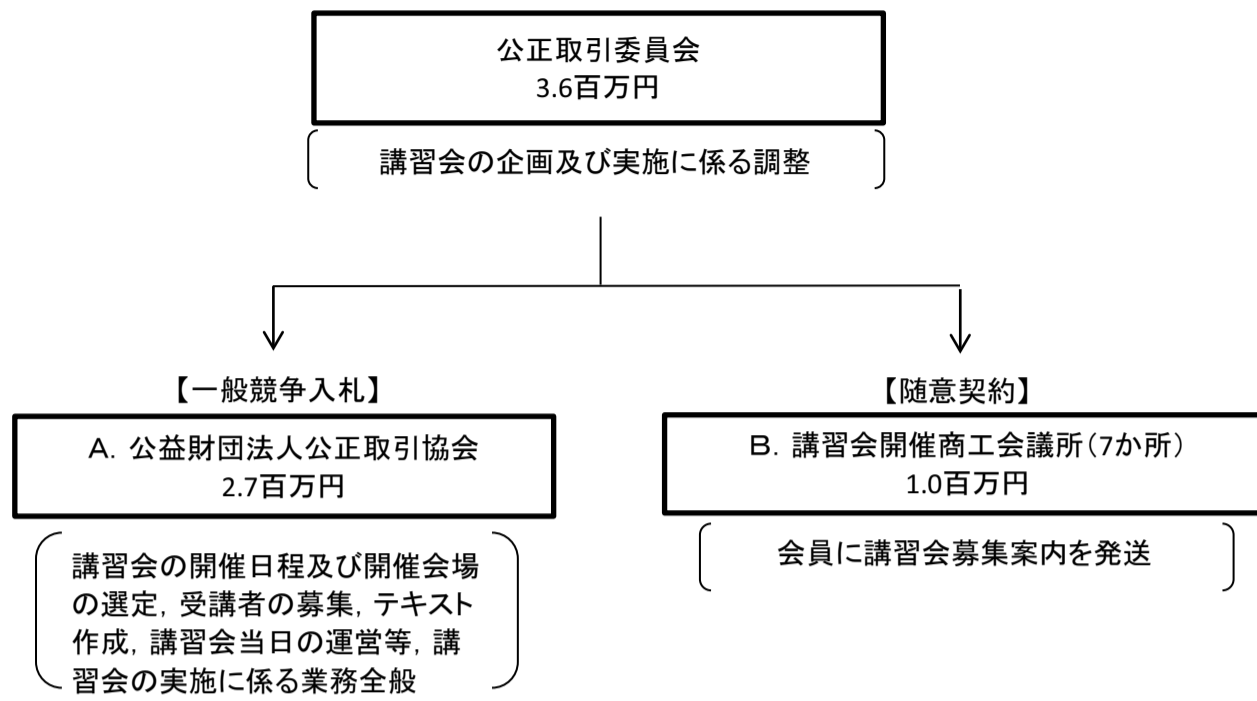 公正取引委員会
3.6百万円
講習会の企画及び実施に係る調整
【一般競争入札】
A．公益財団法人公正取引協会
2.7百万円
講習会の開催日程及び開催会場
の選定，受講者の募集，テキスト
作成，講習会当日の運営等，講
習会の実施に係る業務全般
【随意契約】
B．講習会開催商工会議所（7か所）
1.0百万円
会員に講習会募集案内を発送